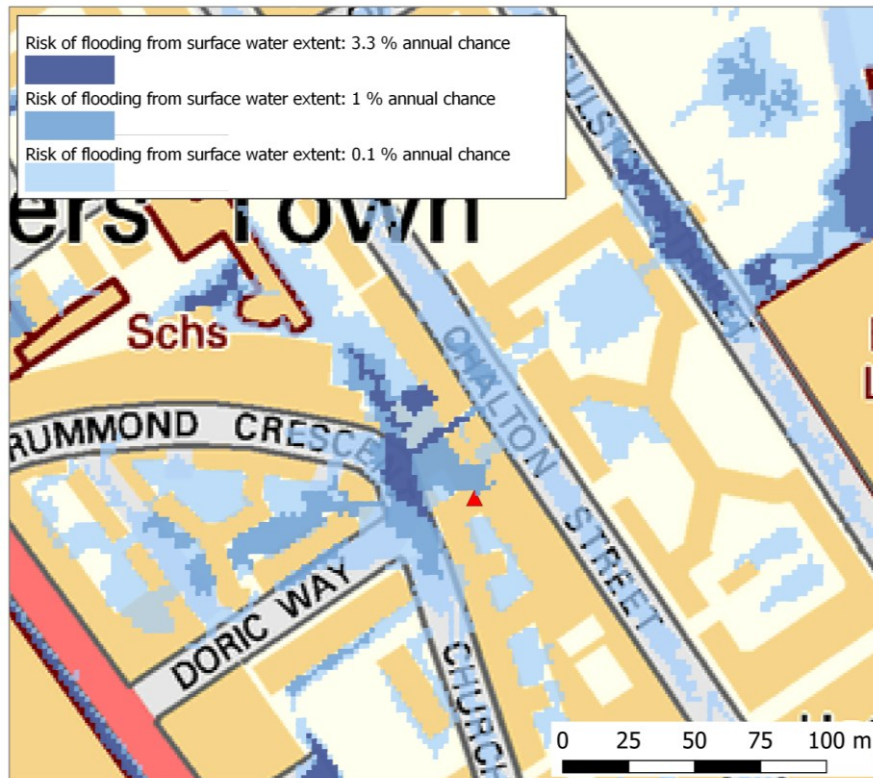 Risk of flooding from surface water extent: 3.3 % annual chance
Risk of flooding from surface water extent: 1 % annual chance
Risk of flooding from surface water extent: 0.1 % annual chance
ers Town
Schs
CHALTON STREET
RUMMOND CRESCE
DORIC WAY
CHURCH
L
0 25 50 75 100 m